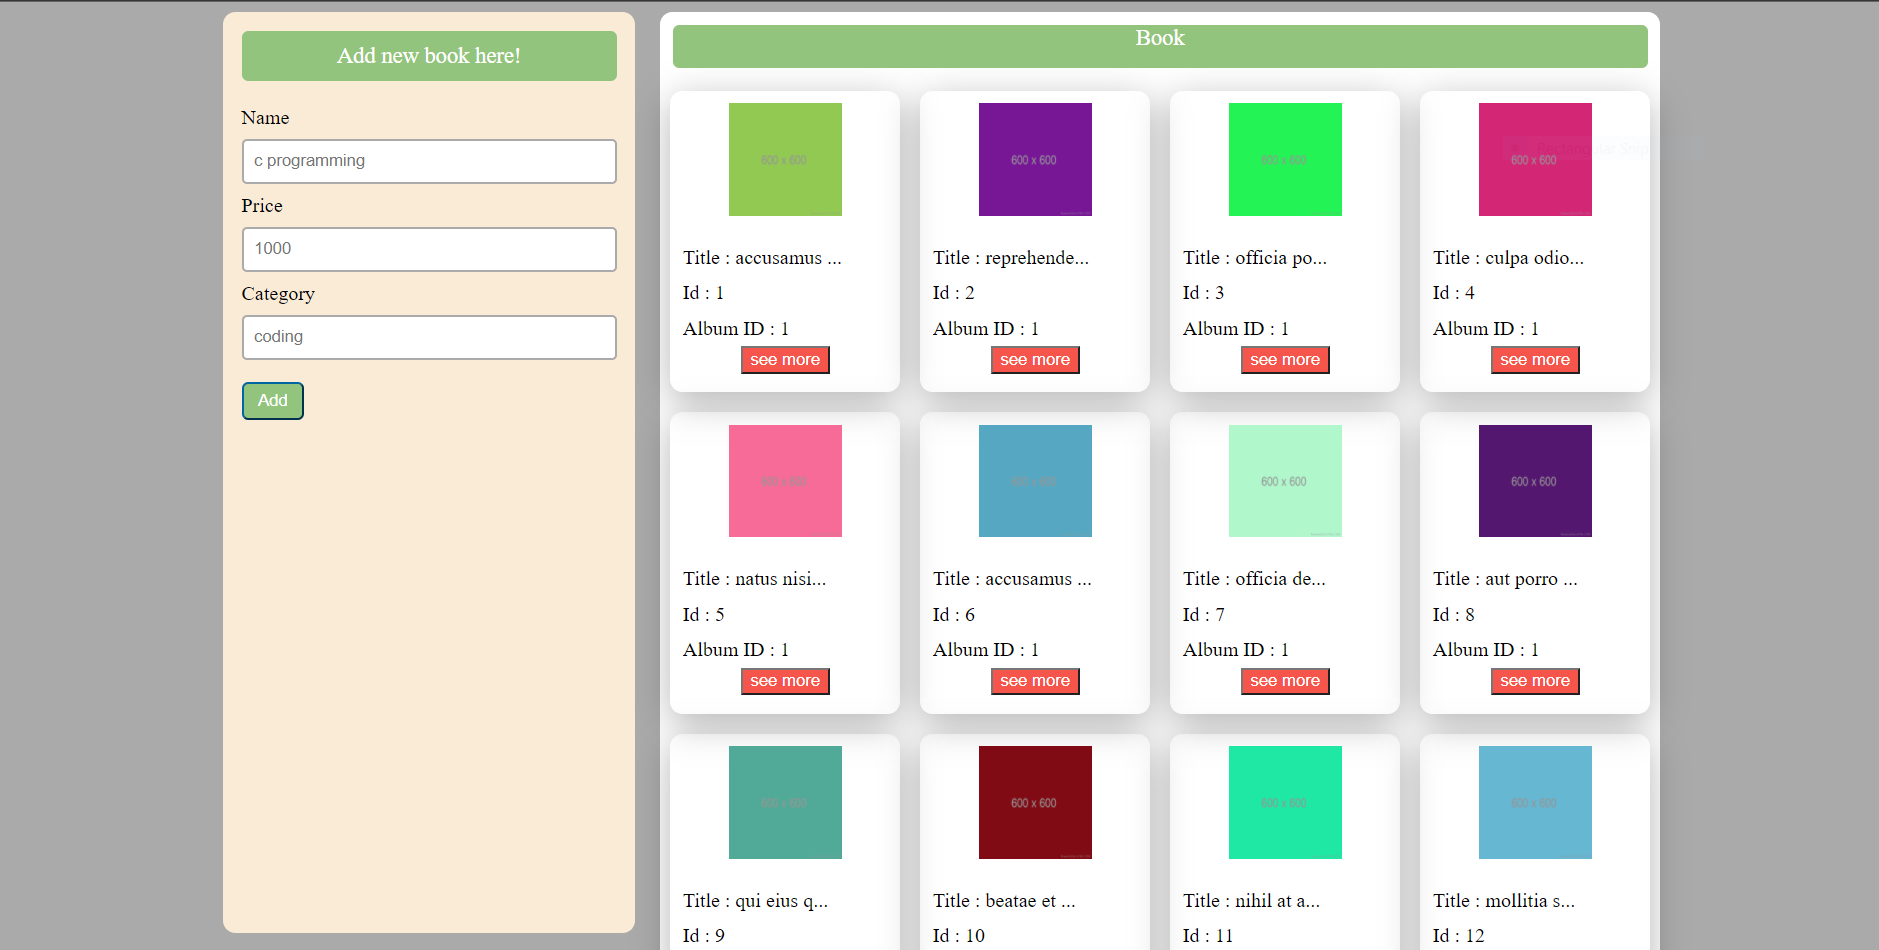 Add new book here!
Name
c programming
Price
1000
Category
coding
Add
Book
600 x 600
600 x 600
600 x 600
600 x 600
Rectangular Snip
Title : accusamus ...
Title : reprehende...
Title : officia po...
Title : culpa odio...
Id : 1
Id : 2
Id : 3
Id : 4
Album ID : 1
Album ID : 1
Album ID : 1
Album ID : 1
see more
see more
see more
see more
600 x 600
600 x 600
600 x 600
600 x 600
Title : natus nisi...
Title : accusamus ...
Title : officia de...
Title : aut porro ...
Id : 5
Id : 6
Id : 7
Id : 8
Album ID : 1
Album ID : 1
Album ID : 1
Album ID : 1
see more
see more
see more
see more
600 x 600
600 x 600
600 x 600
600 x 600
Title : qui eius q...
Title : beatae et ...
Title : nihil at a...
Title : mollitia s...
Id : 9
Id : 10
Id : 11
Id : 12